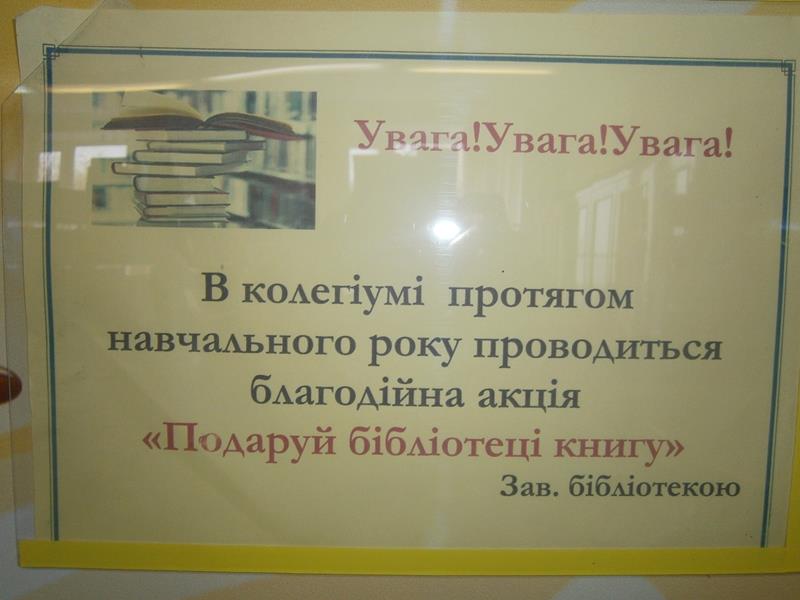 Увага!Увага!Увага!
В колегіумі протягом
навчального року проводиться
благодійна акція
«Подаруй бібліотеці книгу»
Зав. бібліотекою